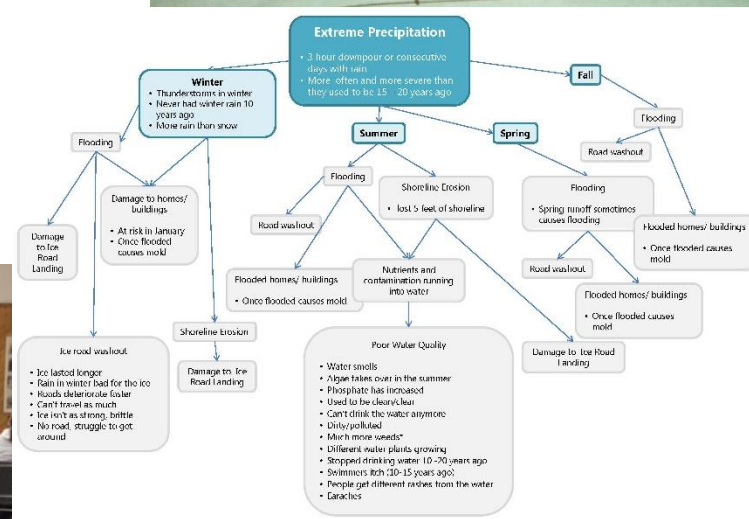 Extreme Precipitation
• 3 hour downpour or consecutive
days with rain
• More often and more severe than
they used to be 15 - 20 years ago
Winter
• Thunderstorms in winter
• Never had winter rain 10
years ago
• More rain than snow
Flooding
Damage to homes/
buildings
• At risk in January
• Once flooded
causes mold
Damage
to Ice
Road
Landing
Ice road washout
• Ice lasted longer
• Rain in winter bad for the ice
• Roads deteriorate faster
• Can't travel as much
• Ice isn't as strong, brittle
• No road, struggle to get
around
Shoreline Erosion
Damage to Ice
Road Landing
Summer
Flooding
Road washout
Flooded homes/ buildings
• Once flooded causes mold
Shoreline Erosion
• lost 5 feet of shoreline
Nutrients and
contamination running
into water
Poor Water Quality
• Water smells
• Algae takes over in the summer
• Phosphate has increased
• Used to be clean/clear
• Can't drink the water anymore
• Dirty/polluted
• Much more weeds*
• Different water plants growing
• Stopped drinking water 10 -20 years ago
• Swimmers itch (10-15 years ago)
• People get different rashes from the water
• Earaches
Damage to Ice Road
Landing
Spring
Flooding
• Spring runoff sometimes
causes flooding
Road washout
Flooded homes/ buildings
• Once flooded causes
mold
Fall
Flooding
Road washout
Flooded homes/ buildings
• Once flooded causes
mold